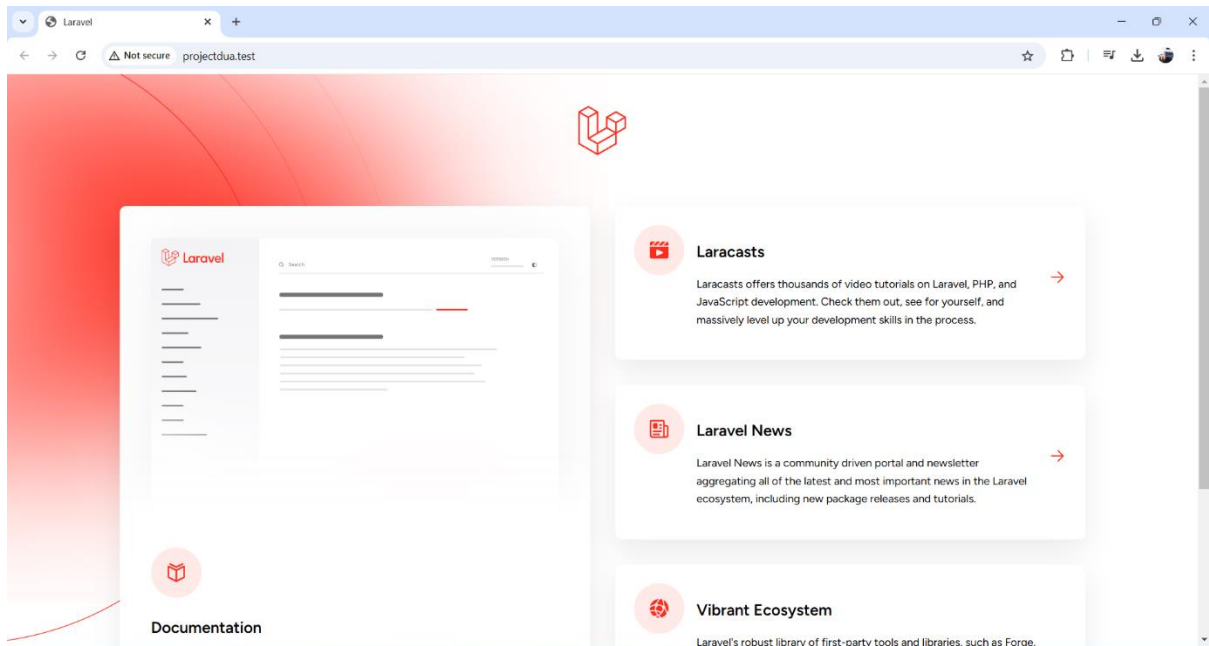 Laravel
Not secure projectdua.test
Laravel
Search
VERSION
Documentation
Laracasts
Laracasts offers thousands of video tutorials on Laravel, PHP, and
JavaScript development. Check them out, see for yourself, and
massively level up your development skills in the process.
Laravel News
Laravel News is a community driven portal and newsletter
aggregating all of the latest and most important news in the Laravel
ecosystem, including new package releases and tutorials.
Vibrant Ecosystem
Laravel's robust library of first-party tools and libraries, such as Forge,